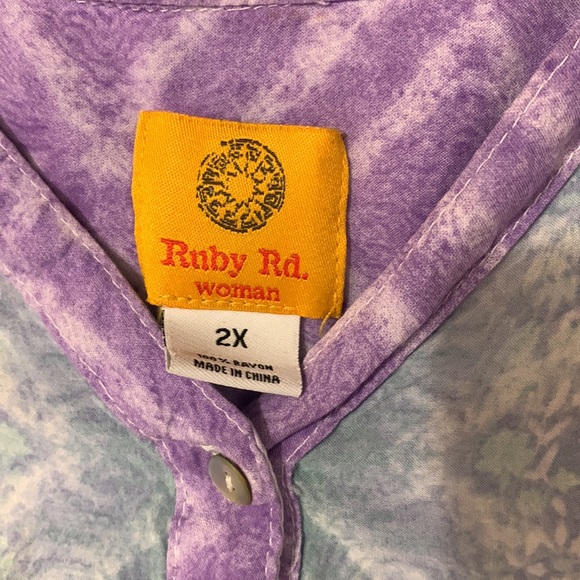 Ruby Rd.
woman
2X
100% RAYON
MADE IN CHINA